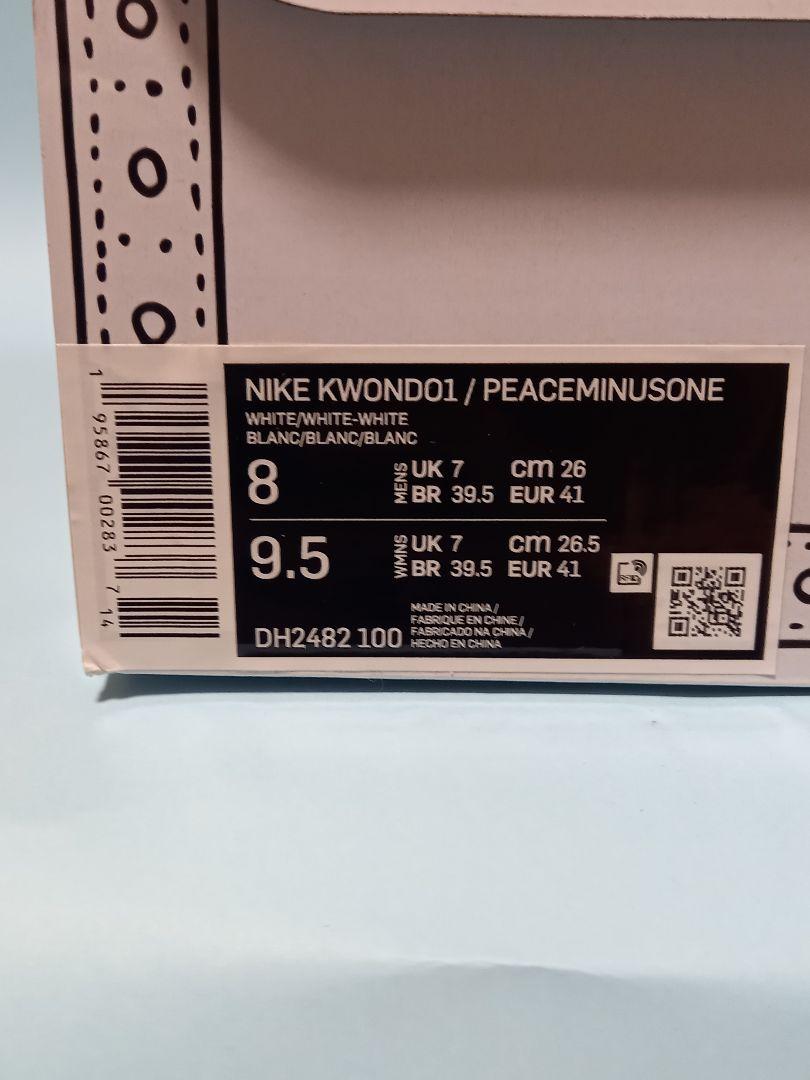 NIKE KWONDO1 / PEACEMINUSONE
WHITE/WHITE-WHITE
BLANC/BLANC/BLANC
8 MENS UK 7 cm 26
BR 39.5 EUR 41
9.5 WMNS UK 7 cm 26.5
BR 39.5 EUR 41
DH2482 100
MADE IN CHINA /
FABRIQUE EN CHINE /
FABRICADO NA CHINA /
HECHO EN CHINA
1 95867 00283 7 14